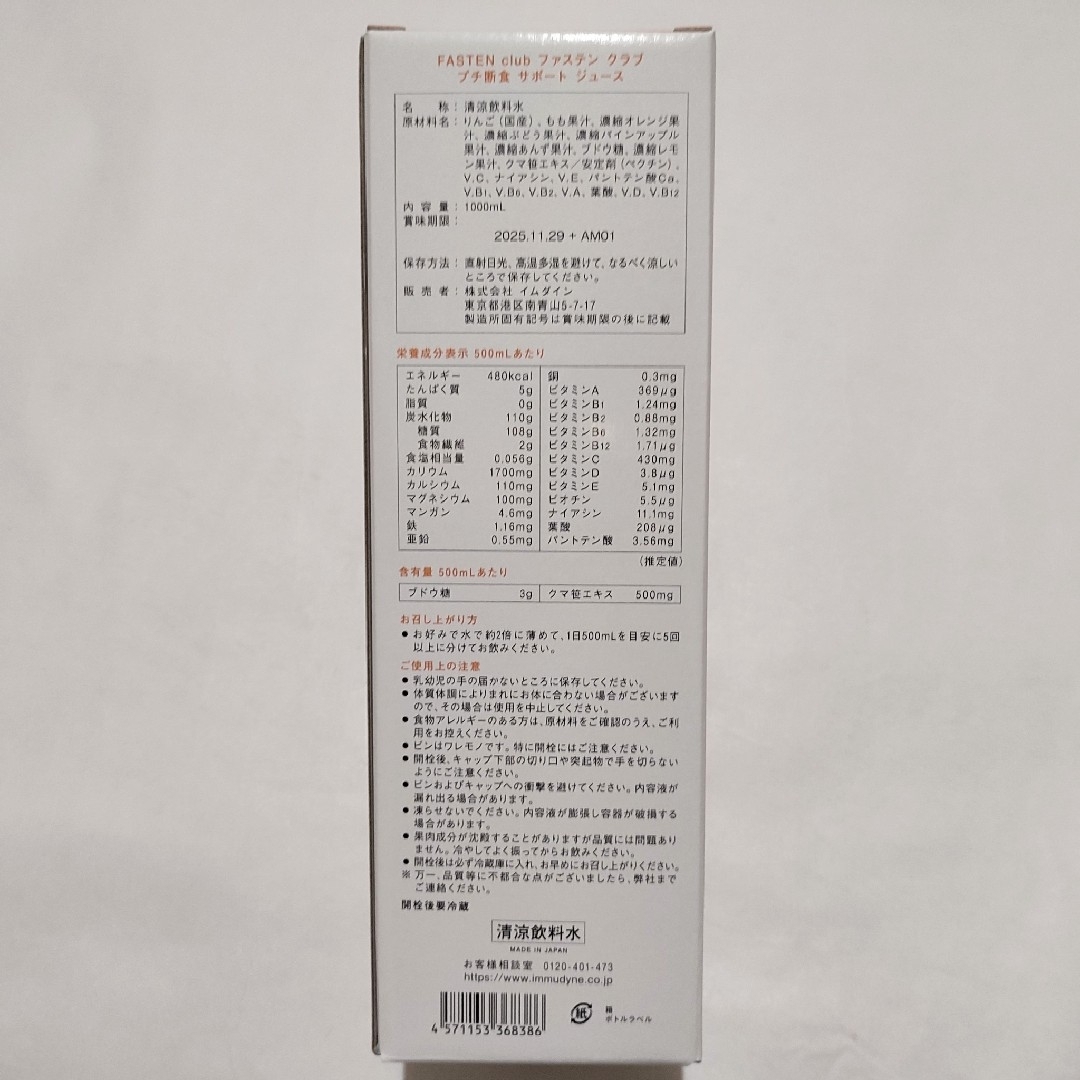 FASTEN club ファステン クラブ
プチ断食 サポート ジュース
名　　称：清涼飲料水
原材料名：りんご（国産）、もも果汁、濃縮オレンジ果
汁、濃縮ぶどう果汁、濃縮パインアップル
果汁、濃縮あんず果汁、ブドウ糖、濃縮レモ
ン果汁、クマ笹エキス／安定剤（ペクチン）、
V.C、ナイアシン、V.E、パントテン酸Ca、
V.B1、V.B6、V.B2、V.A、葉酸、V.D、V.B12
内 容 量：1000mL
賞味期限：
2025.11.29 + AM01
保存方法：直射日光、高温多湿を避けて、なるべく涼しい
ところで保存してください。
販 売 者：株式会社 イムダイン
東京都港区南青山5-7-17
製造所固有記号は賞味期限の後に記載
栄養成分表示 500mLあたり
エネルギー 480kcal 銅 0.3mg
たんぱく質 5g ビタミンA 369μg
脂質 0g ビタミンB1 1.24mg
炭水化物 110g ビタミンB2 0.88mg
糖質 108g ビタミンB6 1.32mg
食物繊維 2g ビタミンB12 1.71μg
食塩相当量 0.056g ビタミンC 430mg
カリウム 1700mg ビタミンD 3.8μg
カルシウム 110mg ビタミンE 5.1mg
マグネシウム 100mg ビオチン 5.5μg
マンガン 4.6mg ナイアシン 11.1mg
鉄 1.16mg 葉酸 208μg
亜鉛 0.55mg パントテン酸 3.56mg
（推定値）
含有量 500mLあたり
ブドウ糖 3g クマ笹エキス 500mg
お召し上がり方
● お好みで水で約2倍に薄めて、1日500mLを目安に5回
以上に分けてお飲みください。
ご使用上の注意
● 乳幼児の手の届かないところに保存してください。
● 体質体調によりまれにお体に合わない場合がございます
ので、その場合は使用を中止してください。
● 食物アレルギーのある方は、原材料をご確認のうえ、ご利
用をお控えください。
● ビンはワレモノです。特に開栓にはご注意ください。
● 開栓後、キャップ下部の切り口や突起物で手を切らない
ようにご注意ください。
● ビンおよびキャップへの衝撃を避けてください。内容液が
漏れ出る場合があります。
● 凍らせないでください。内容液が膨張し容器が破損する
場合があります。
● 果肉成分が沈殿することがありますが品質には問題あり
ません。冷やしてよく振ってからお飲みください。
● 開栓後は必ず冷蔵庫に入れ、お早めにお召し上がりください。
※ 万一、品質等に不都合な点がございましたら、弊社まで
ご連絡ください。
開栓後要冷蔵
清涼飲料水
MADE IN JAPAN
お客様相談室 0120-401-473
https://www.immudyne.co.jp
紙 箱
ボトルラベル
4 571153 368386